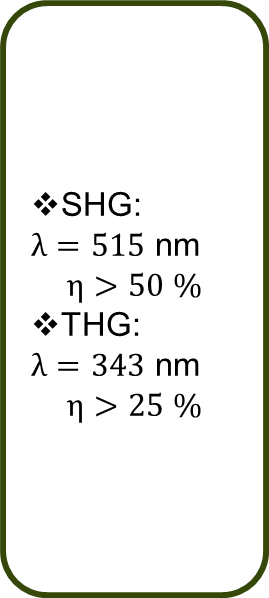 ❖SHG:
λ = 515 nm
η > 50 %
❖THG:
λ = 343 nm
η > 25 %